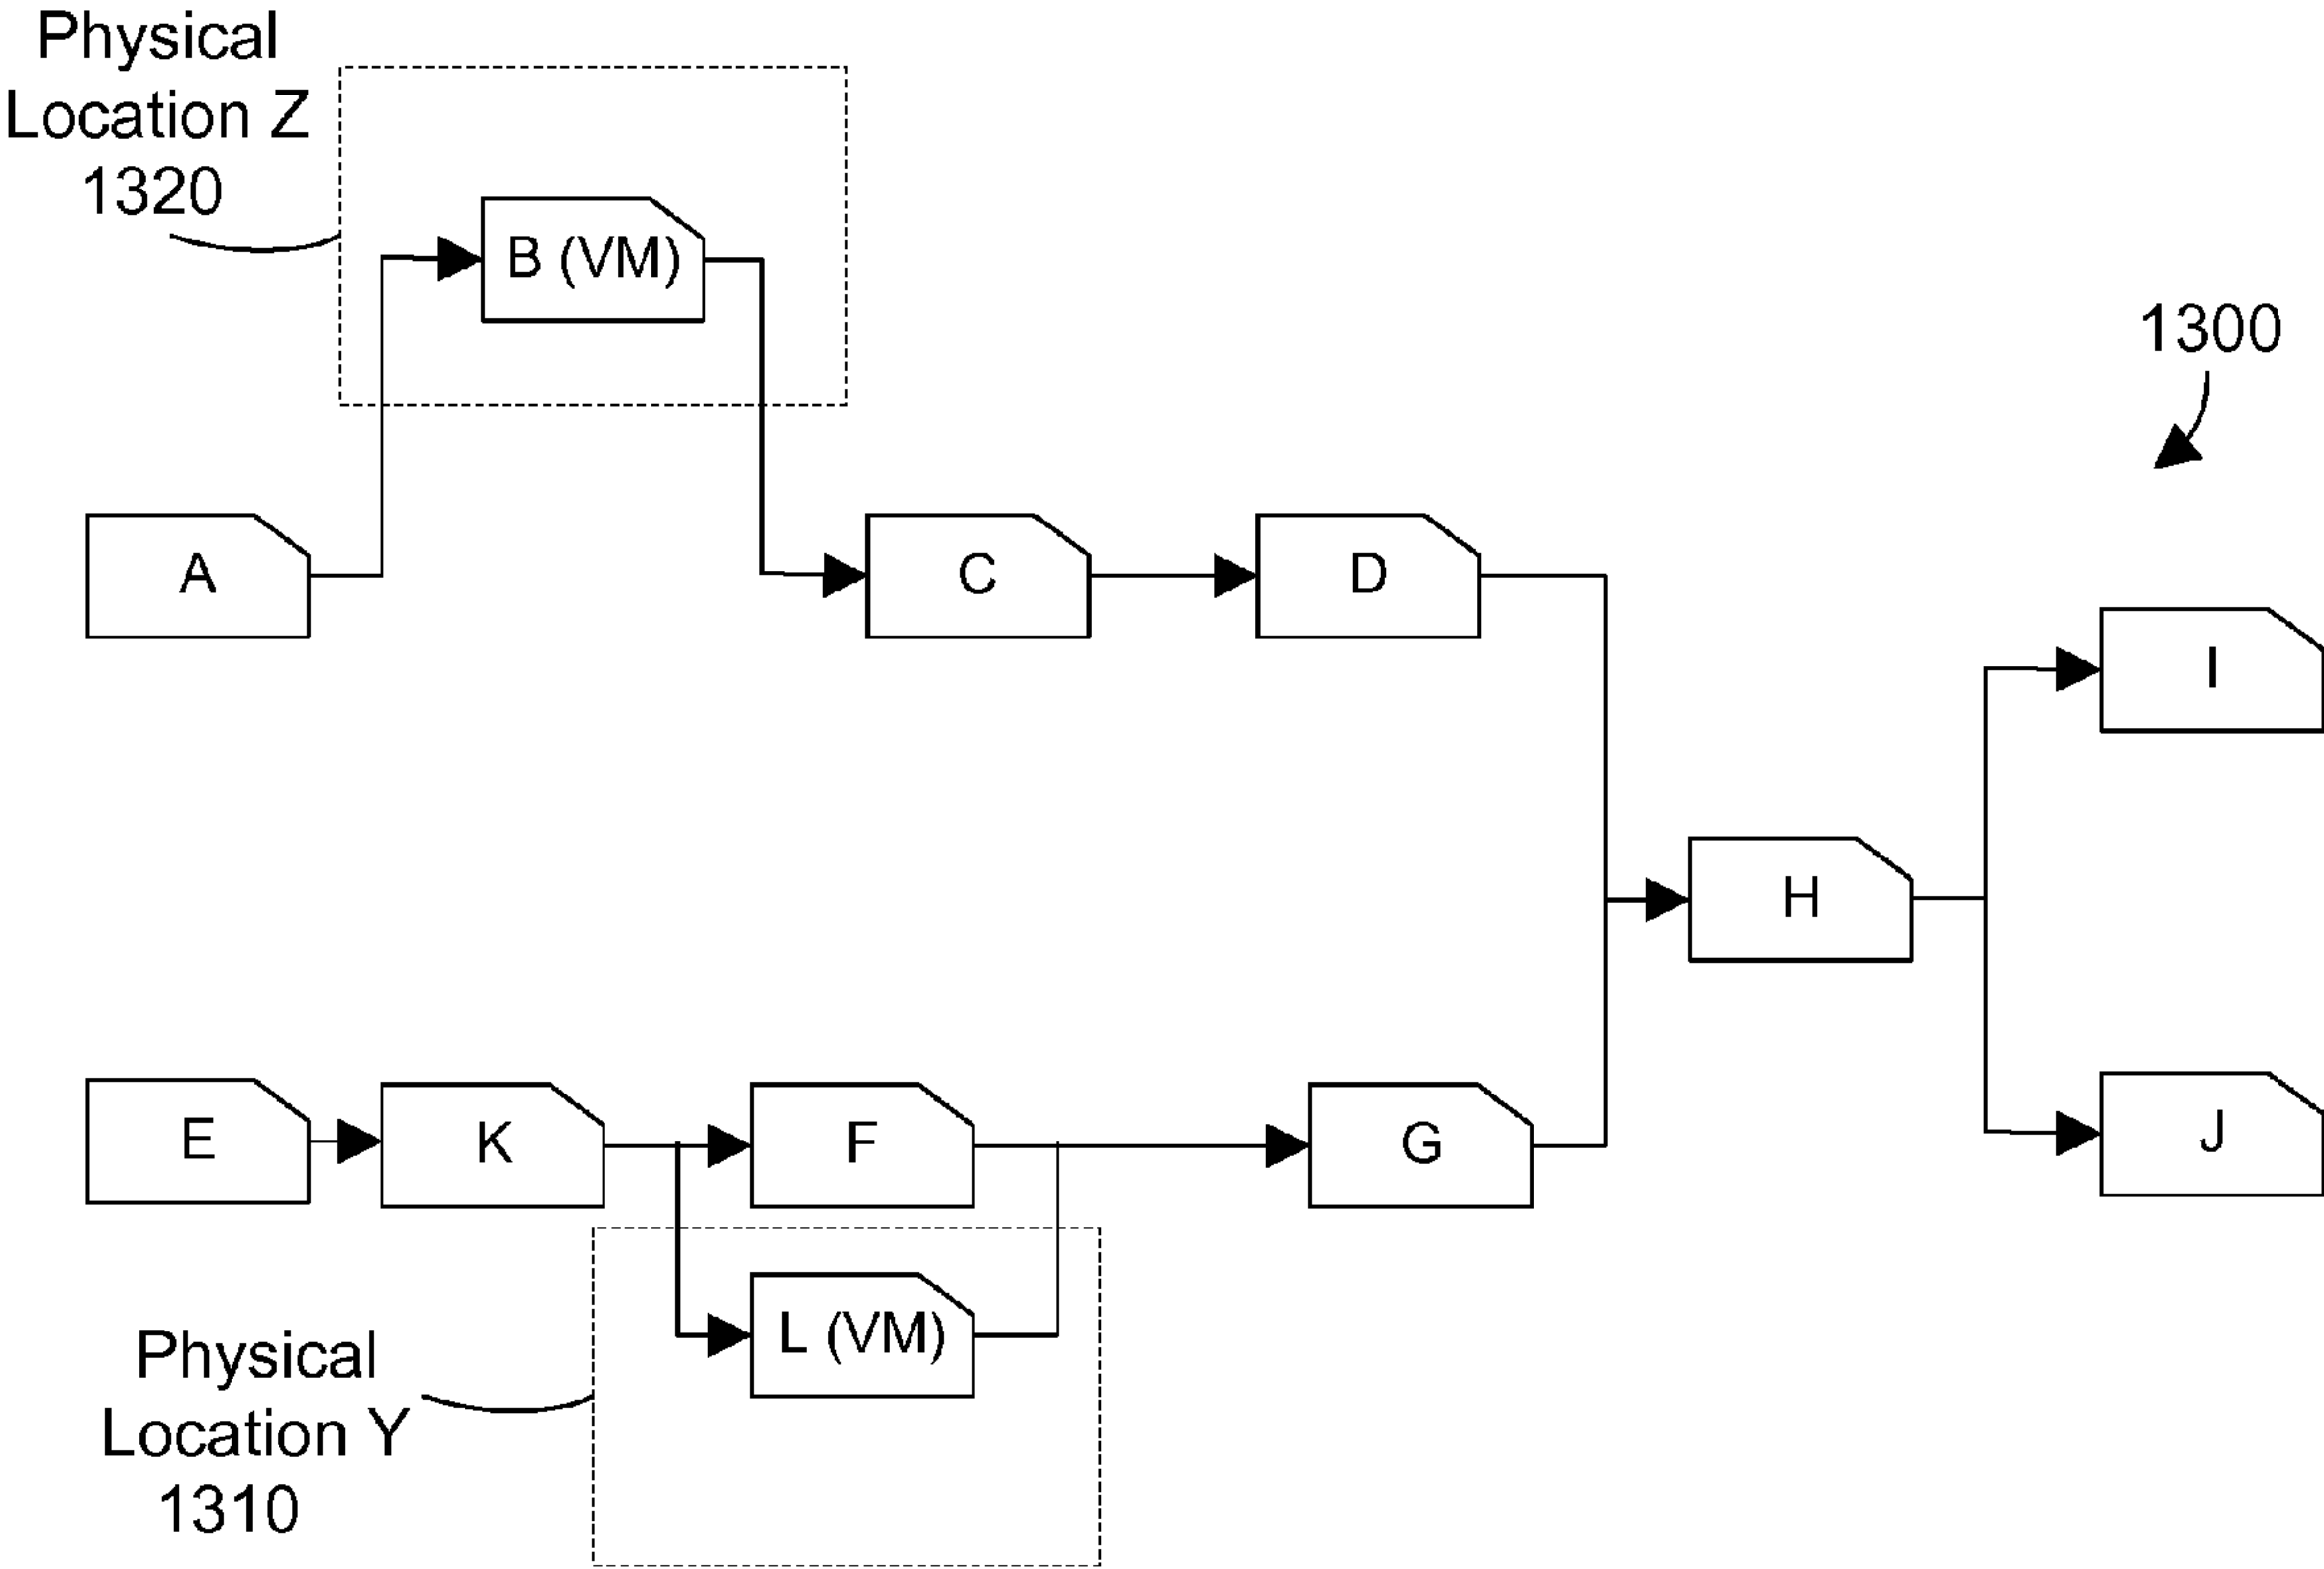 Physical
Location Z
1320
B (VM)
1300
A
C
D
I
H
E
K
F
G
J
L (VM)
Physical
Location Y
1310